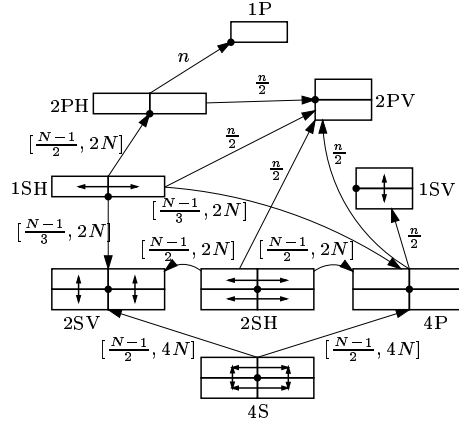 1P
n
2PH
n/2
2PV
[N−1/2, 2N]
n/2
n/2
n/2
1SH
1SV
[N−1/3, 2N]
[N−1/3, 2N]
[N−1/2, 2N]
[N−1/2, 2N]
n/2
2SV
2SH
4P
[N−1/2, 4N]
[N−1/2, 4N]
4S